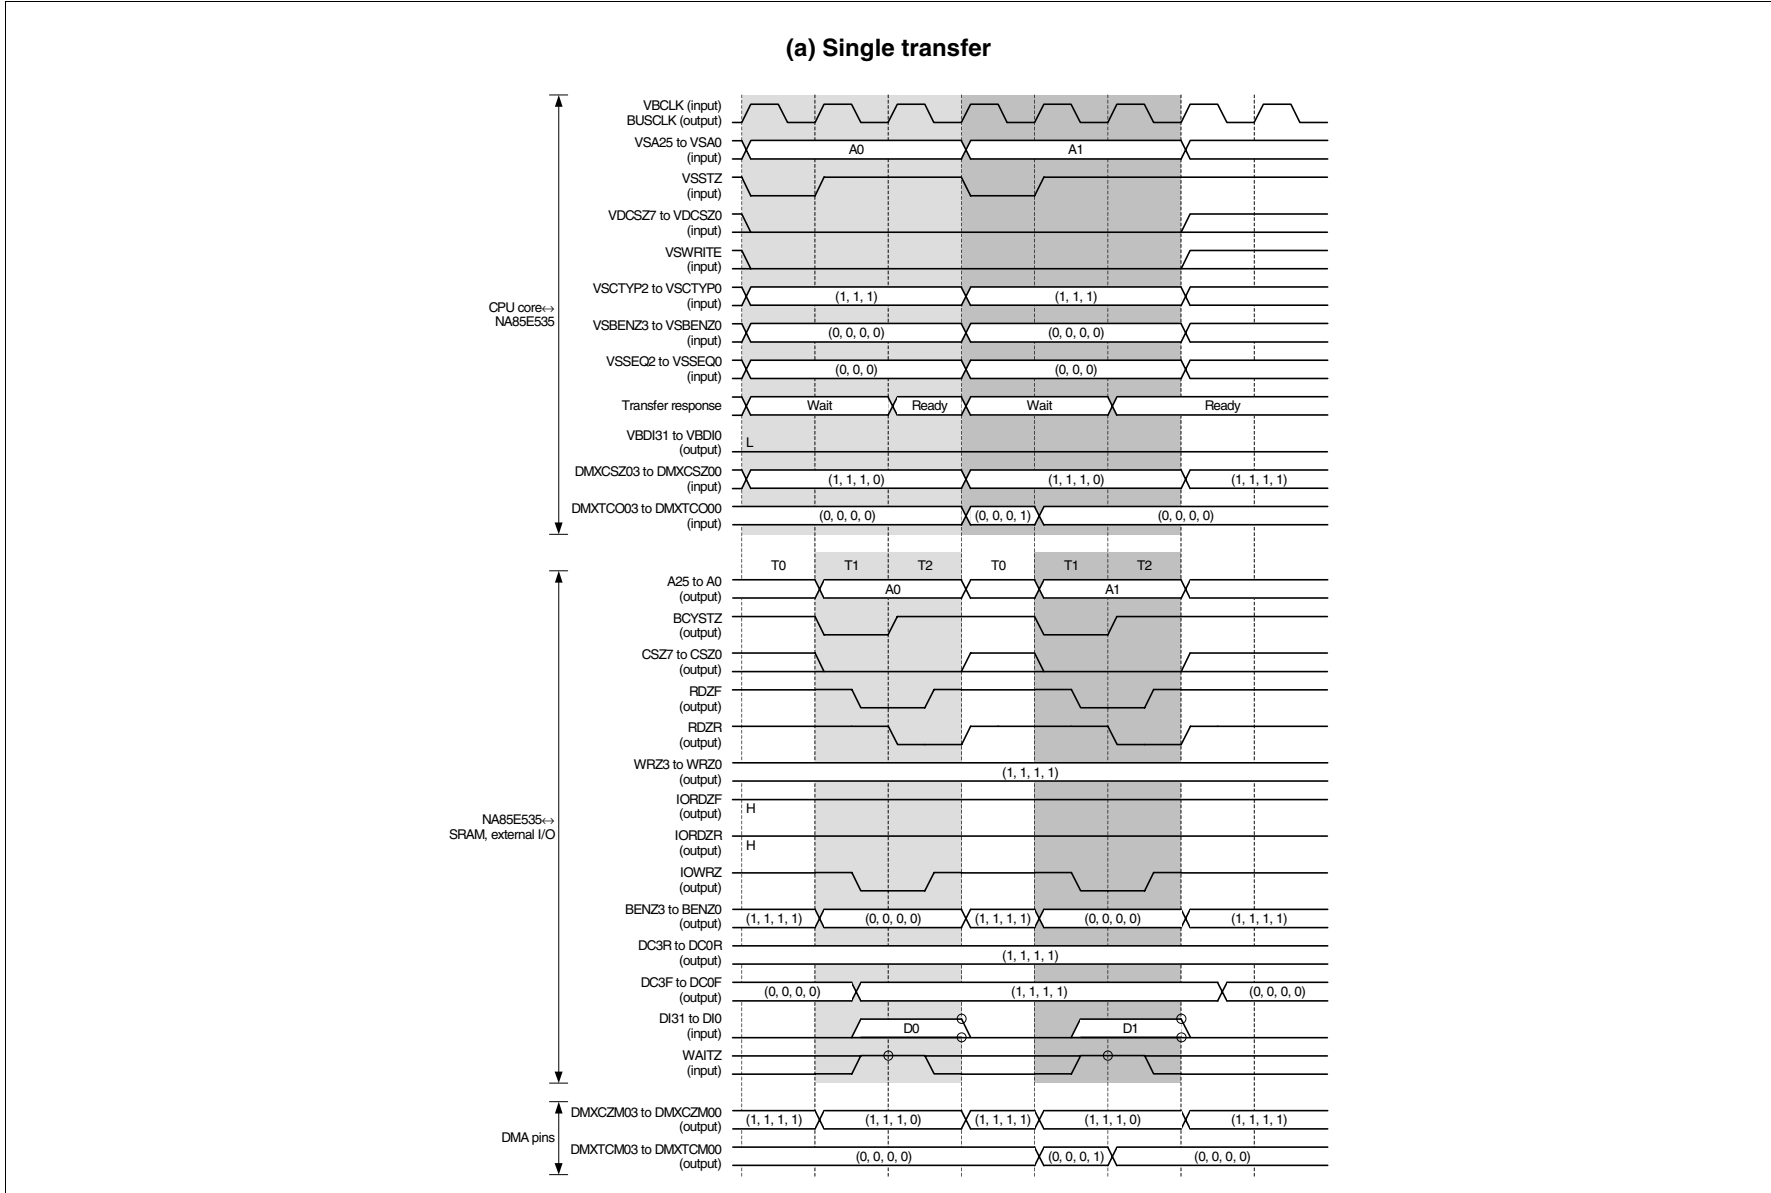 (a) Single transfer
VBCLK (input)
BUSCLK (output)
VSA25 to VSA0
(input)
A0
A1
VSSTZ
(input)
VDCSZ7 to VDCSZ0
(input)
VSWRITE
(input)
VSCTYP2 to VSCTYP0
(input)
(1, 1, 1)
(1, 1, 1)
CPU core↔
NA85E535
VSBENZ3 to VSBENZ0
(input)
(0, 0, 0, 0)
(0, 0, 0, 0)
VSSEQ2 to VSSEQ0
(input)
(0, 0, 0)
(0, 0, 0)
Transfer response
Wait
Ready
Wait
Ready
VBDI31 to VBDI0
(output)
L
DMXCSZ03 to DMXCSZ00
(input)
(1, 1, 1, 0)
(1, 1, 1, 0)
(1, 1, 1, 1)
DMXTCO03 to DMXTCO00
(input)
(0, 0, 0, 0)
(0, 0, 0, 1)
(0, 0, 0, 0)
T0
T1
T2
T0
T1
T2
A25 to A0
(output)
A0
A1
BCYSTZ
(output)
CSZ7 to CSZ0
(output)
RDZF
(output)
RDZR
(output)
WRZ3 to WRZ0
(output)
(1, 1, 1, 1)
IORDZF
(output)
H
NA85E535↔
SRAM, external I/O
IORDZR
(output)
H
IOWRZ
(output)
BENZ3 to BENZ0
(output)
(1, 1, 1, 1)
(0, 0, 0, 0)
(1, 1, 1, 1)
(0, 0, 0, 0)
(1, 1, 1, 1)
DC3R to DC0R
(output)
(1, 1, 1, 1)
DC3F to DC0F
(output)
(0, 0, 0, 0)
(1, 1, 1, 1)
(0, 0, 0, 0)
DI31 to DI0
(input)
D0
D1
WAITZ
(input)
DMA pins
DMXCZM03 to DMXCZM00
(output)
(1, 1, 1, 1)
(1, 1, 1, 0)
(1, 1, 1, 1)
(1, 1, 1, 0)
(1, 1, 1, 1)
DMXTCM03 to DMXTCM00
(output)
(0, 0, 0, 0)
(0, 0, 0, 1)
(0, 0, 0, 0)